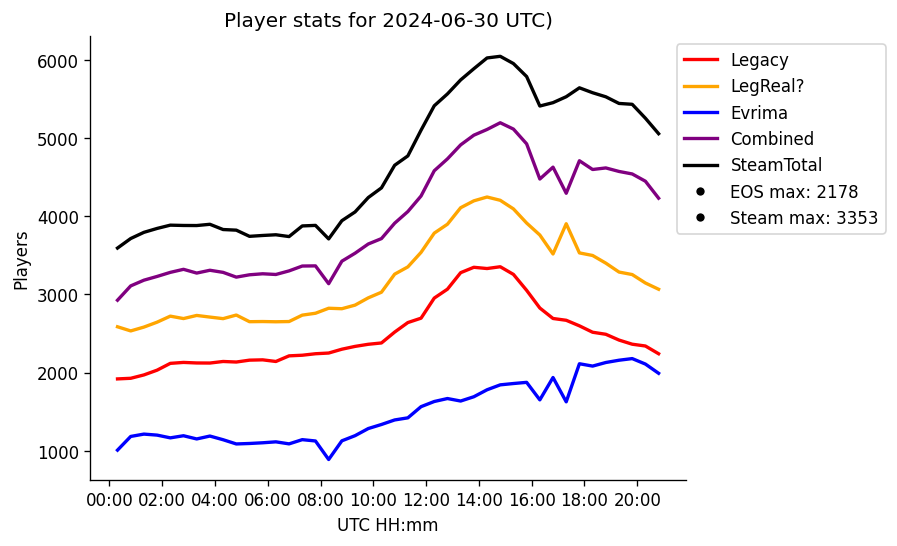 Player stats for 2024-06-30 UTC)
6000
5000
4000
3000
2000
1000
Players
00:00 02:00 04:00 06:00 08:00 10:00 12:00 14:00 16:00 18:00 20:00
UTC HH:mm
Legacy
LegReal?
Evrima
Combined
SteamTotal
EOS max: 2178
Steam max: 3353